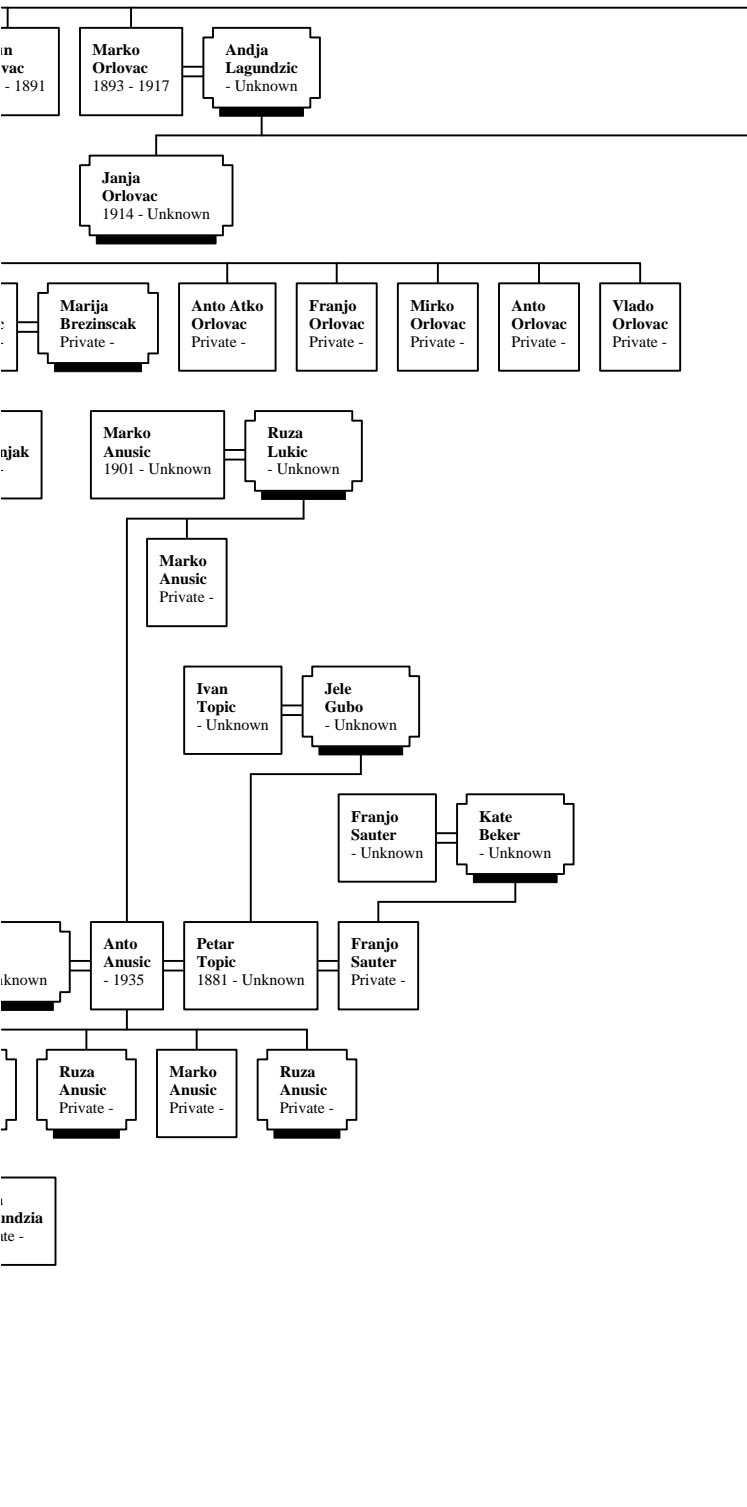 - 1891
Marko
Orlovac
1893 - 1917
Andja
Lagundzic
- Unknown
Janja
Orlovac
1914 - Unknown
Marija
Brezinscak
Private -
Anto Atko
Orlovac
Private -
Franjo
Orlovac
Private -
Mirko
Orlovac
Private -
Anto
Orlovac
Private -
Vlado
Orlovac
Private -
Marko
Anusic
1901 - Unknown
Ruza
Lukic
- Unknown
Marko
Anusic
Private -
Ivan
Topic
- Unknown
Jele
Gubo
- Unknown
Franjo
Sauter
- Unknown
Kate
Beker
- Unknown
Anto
Anusic
- 1935
Petar
Topic
1881 - Unknown
Franjo
Sauter
Private -
Ruza
Anusic
Private -
Marko
Anusic
Private -
Ruza
Anusic
Private -